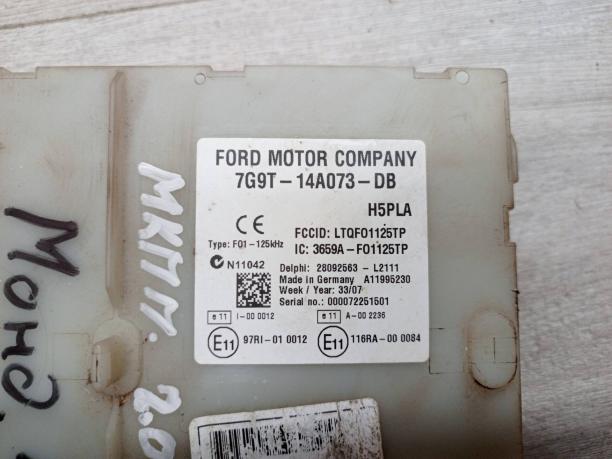 FORD MOTOR COMPANY
7G9T-14A073-DB
H5PLA
CE
FCCID: LTQFO1125TP
Type: FO1-125kHz
IC: 3659A-FO1125TP
N11042
Delphi: 28092563 - L2111
Made in Germany A11995230
Week / Year: 33/07
Serial no.: 000072251501
e 11 I-00 0012
e 11 A-00 2236
E11 97RI-01 0012
E11 116RA-00 0084
МКПП.
2.0
Монд.